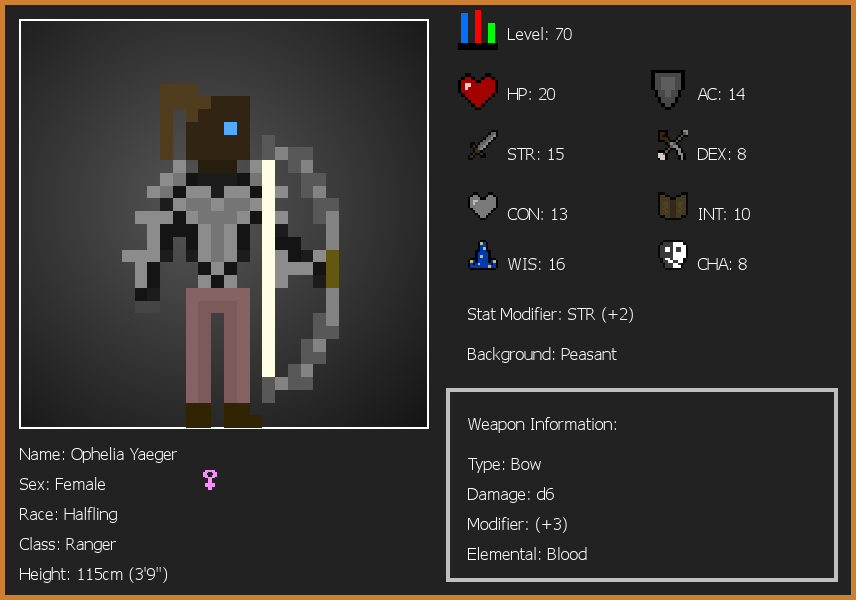 Level: 70
HP: 20
AC: 14
STR: 15
DEX: 8
CON: 13
INT: 10
WIS: 16
CHA: 8
Stat Modifier: STR (+2)
Background: Peasant
Weapon Information:
Type: Bow
Damage: d6
Modifier: (+3)
Elemental: Blood
Name: Ophelia Yaeger
Sex: Female
Race: Halfling
Class: Ranger
Height: 115cm (3'9")